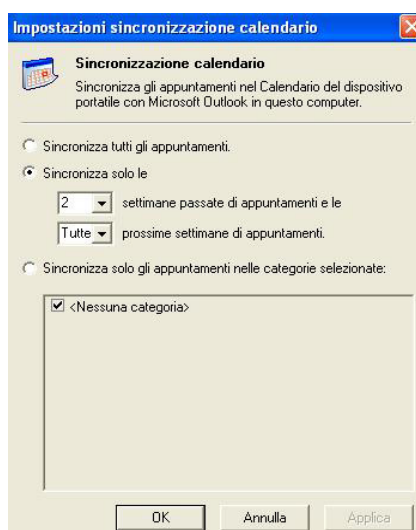 Impostazioni sincronizzazione calendario
Sincronizzazione calendario
Sincronizza gli appuntamenti nel Calendario del dispositivo
portatile con Microsoft Outlook in questo computer.
Sincronizza tutti gli appuntamenti.
Sincronizza solo le
2 settimane passate di appuntamenti e le
Tutte prossime settimane di appuntamenti.
Sincronizza solo gli appuntamenti nelle categorie selezionate:
<Nessuna categoria>
OK Annulla Applica